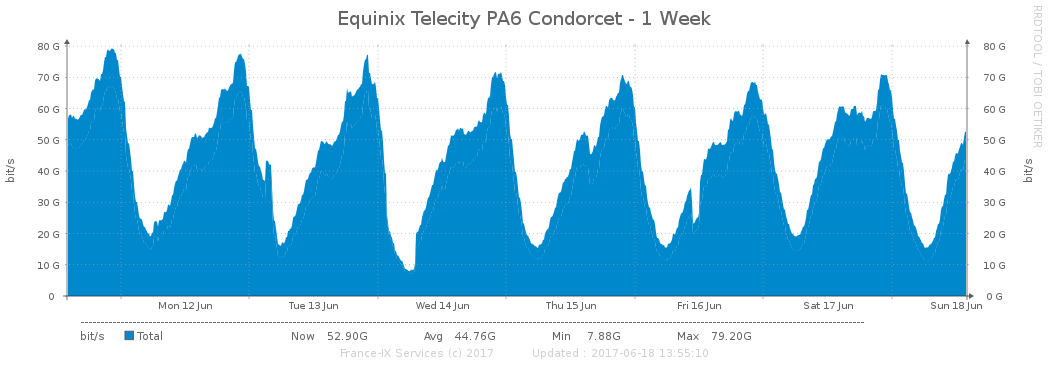 Equinix Telecity PA6 Condorcet - 1 Week
RRDTOOL / TOBI OETIKER
bit/s
80 G
70 G
60 G
50 G
40 G
30 G
20 G
10 G
0
80 G
70 G
60 G
50 G
40 G
30 G
20 G
10 G
0 G
bit/s
Mon 12 Jun Tue 13 Jun Wed 14 Jun Thu 15 Jun Fri 16 Jun Sat 17 Jun Sun 18 Jun
bit/s Total Now 52.90G Avg 44.76G Min 7.88G Max 79.20G
France-IX Services (c) 2017 Updated : 2017-06-18 13:55:10